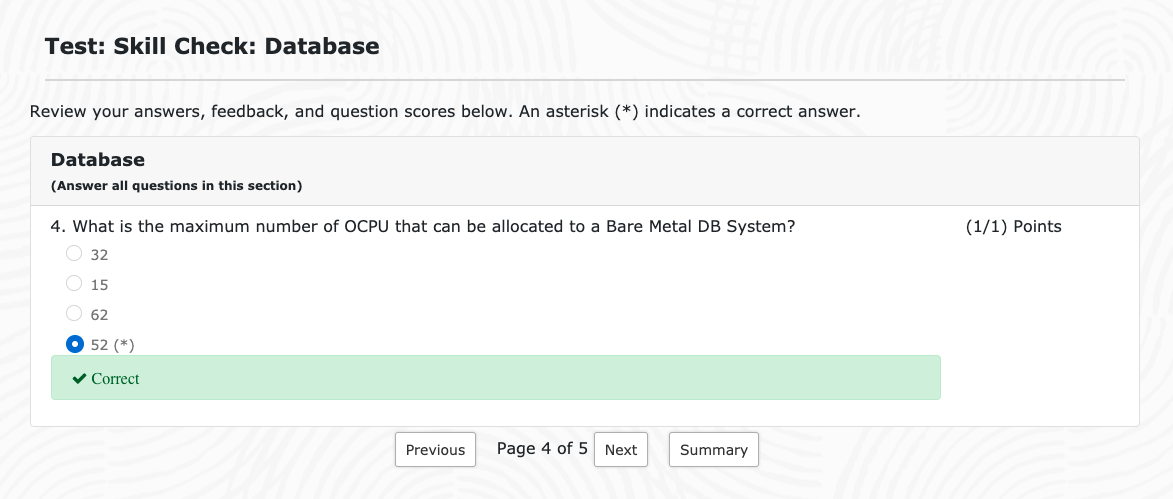 Test: Skill Check: Database
Review your answers, feedback, and question scores below. An asterisk (*) indicates a correct answer.
Database
(Answer all questions in this section)
4. What is the maximum number of OCPU that can be allocated to a Bare Metal DB System? (1/1) Points
32
15
62
52 (*)
Correct
Previous Page 4 of 5 Next Summary